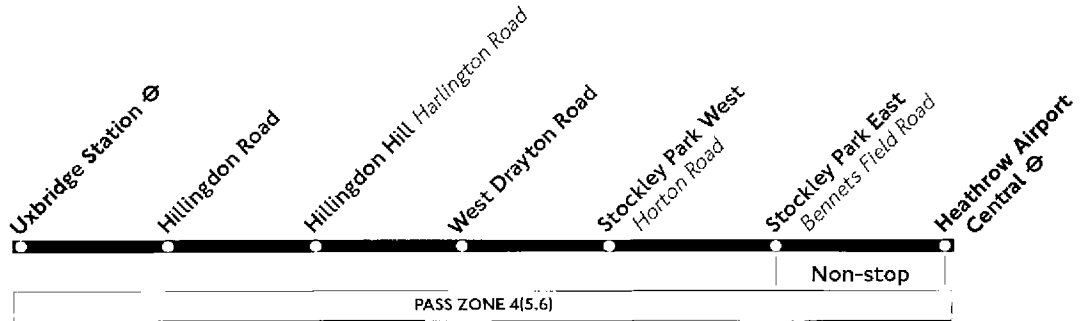 Uxbridge Station
Hillingdon Road
Hillingdon Hill Harlington Road
West Drayton Road
Stockley Park West
Horton Road
Stockley Park East
Bennets Field Road
Heathrow Airport
Central
Non-stop
PASS ZONE 4(5.6)